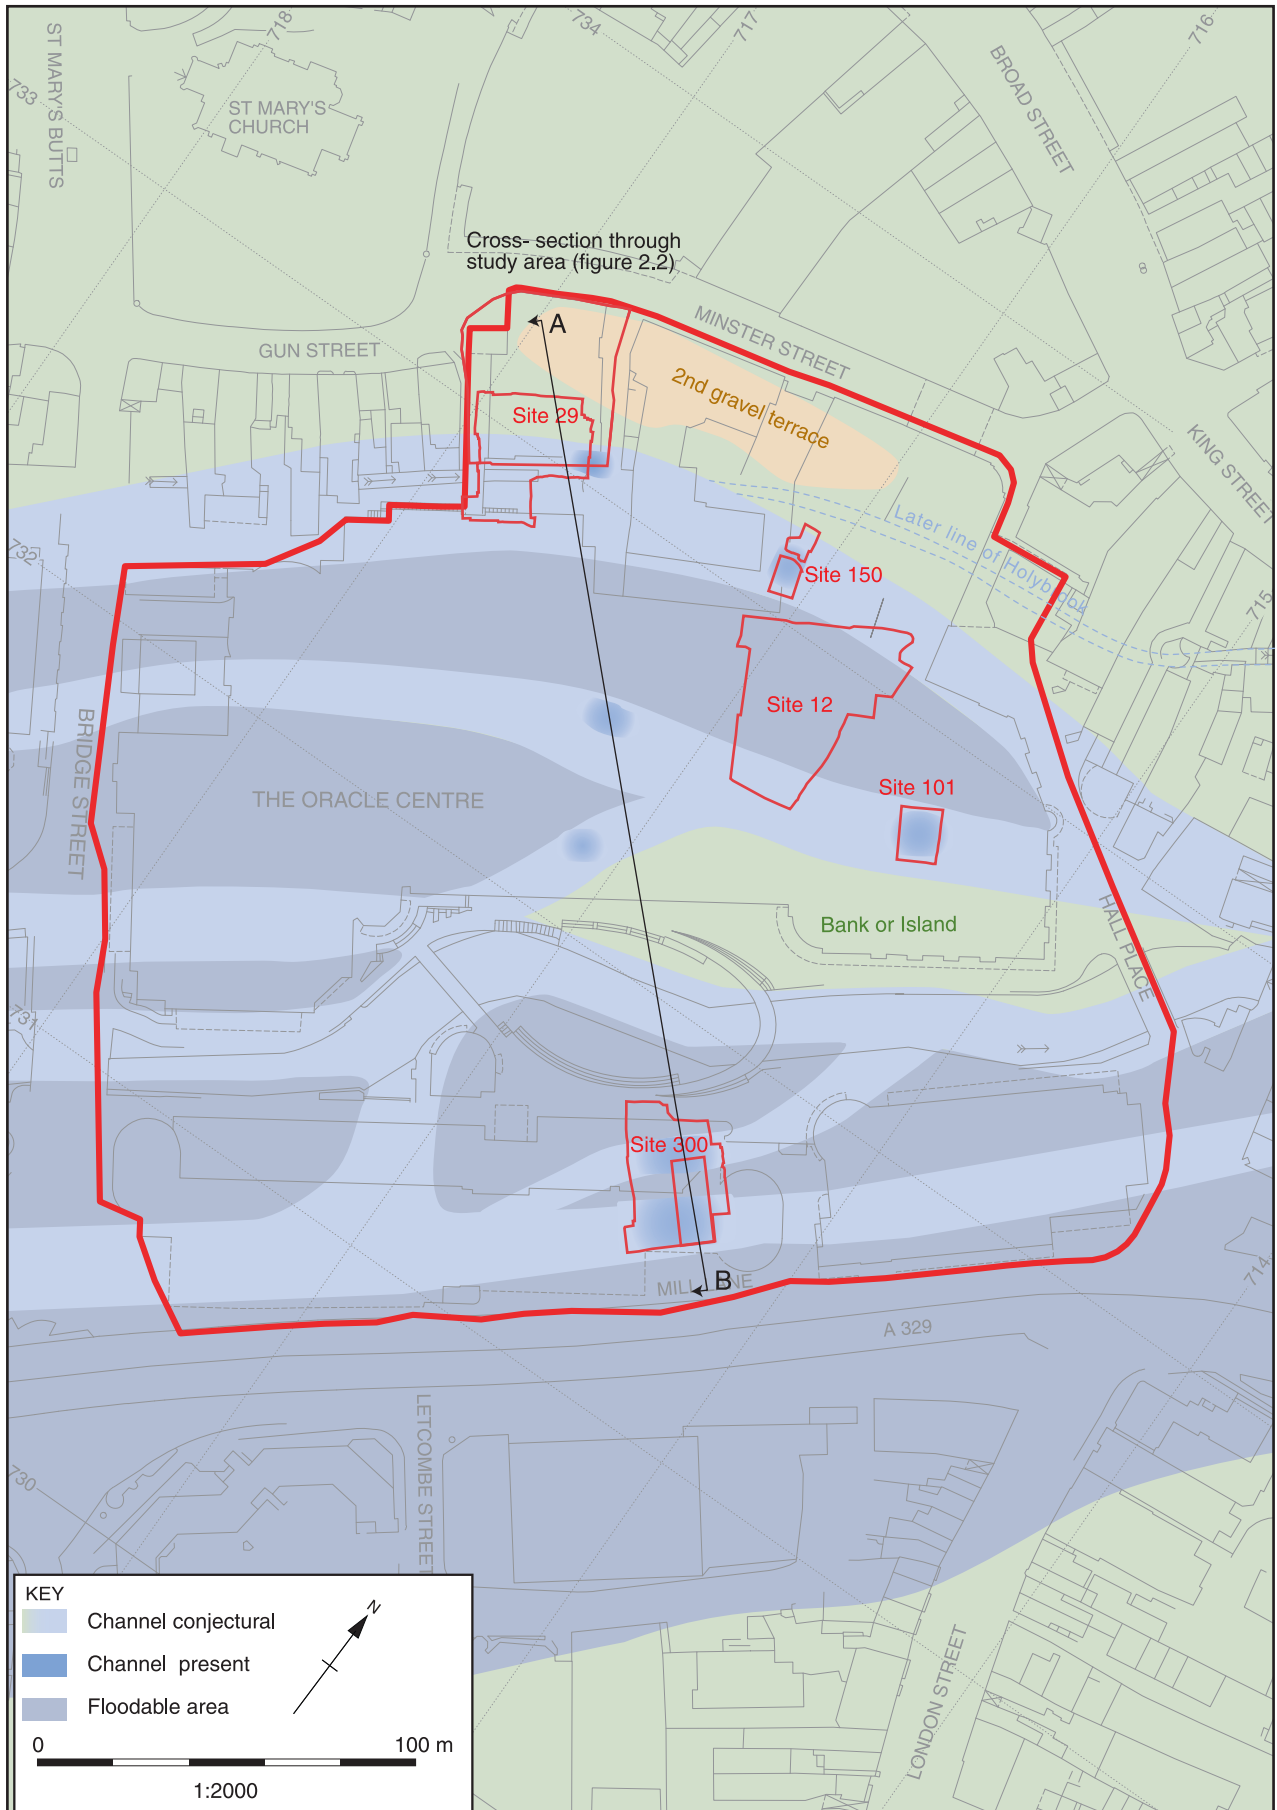 718
734
717
716
ST MARY'S BUTTS
733
ST MARY'S
CHURCH
BROAD STREET
Cross- section through
study area (figure 2.2)
A
MINSTER STREET
GUN STREET
2nd gravel terrace
Site 29
KING STREET
Later line of Holybrook
732
Site 150
715
Site 12
BRIDGE STREET
Site 101
THE ORACLE CENTRE
Bank or Island
HALL PLACE
731
Site 300
B
MILL LANE
714
A 329
LETCOMBE STREET
730
LONDON STREET
KEY
N
Channel conjectural
Channel present
Floodable area
0 100 m
1:2000